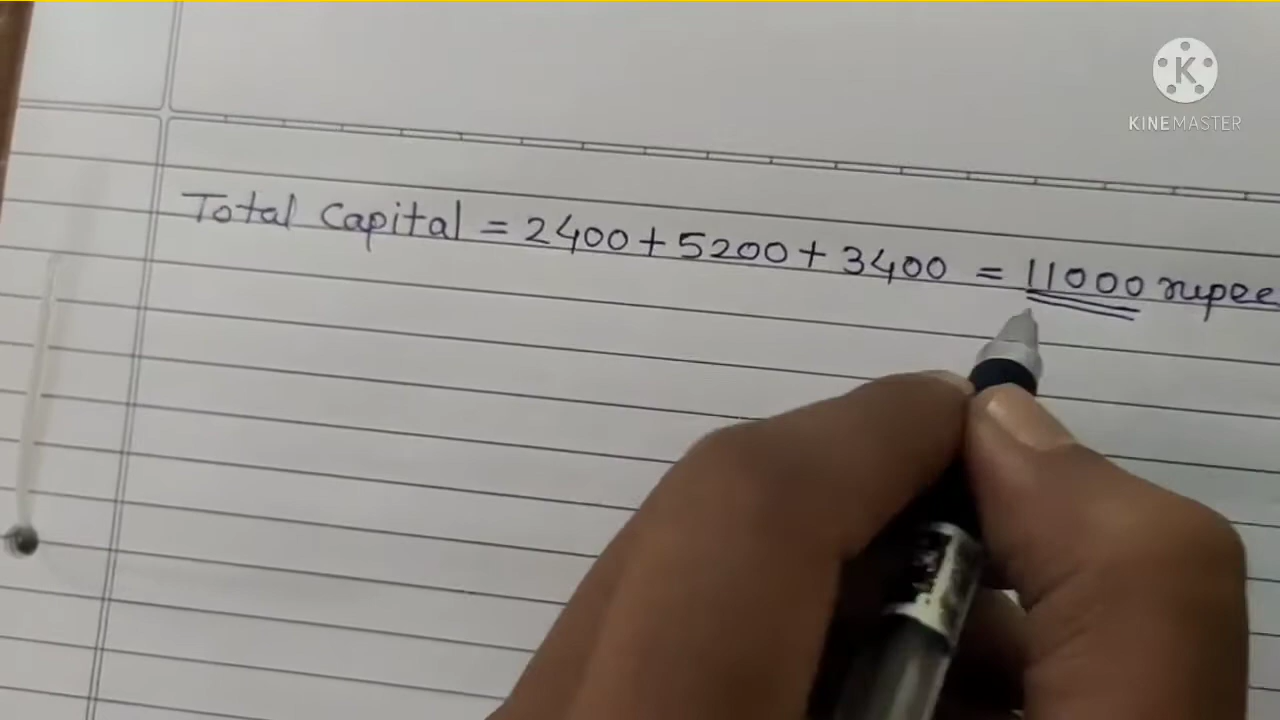 KINEMASTER
Total Capital = 2400 + 5200 + 3400 = 11000 rupee